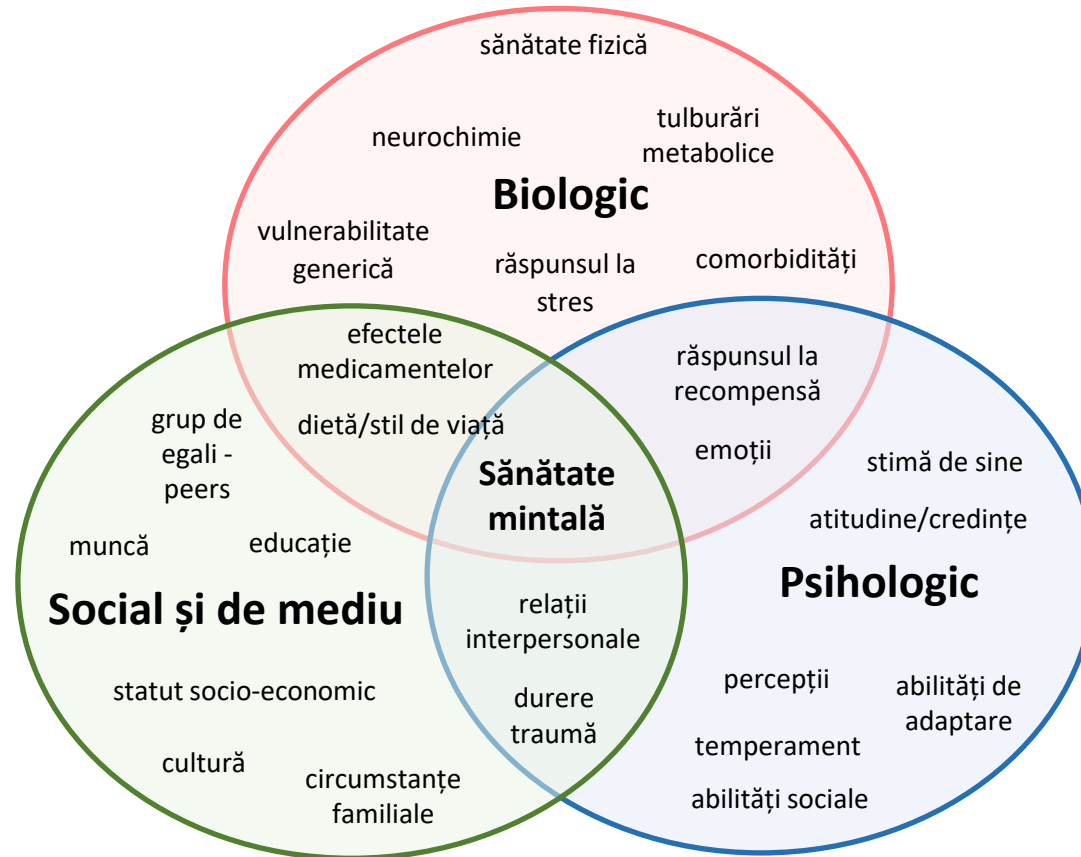 sănătate fizică
neurochimie
tulburări
metabolice
Biologic
vulnerabilitate
generică
răspunsul la
stres
comorbidități
efectele
medicamentelor
dietă/stil de viață
răspunsul la
recompensă
emoții
Sănătate
mintală
grup de
egali -
peers
muncă
educație
Social și de mediu
statut socio-economic
cultură
circumstanțe
familiale
relații
interpersonale
durere
traumă
stimă de sine
atitudine/credințe
Psihologic
percepții
abilități de
adaptare
temperament
abilități sociale